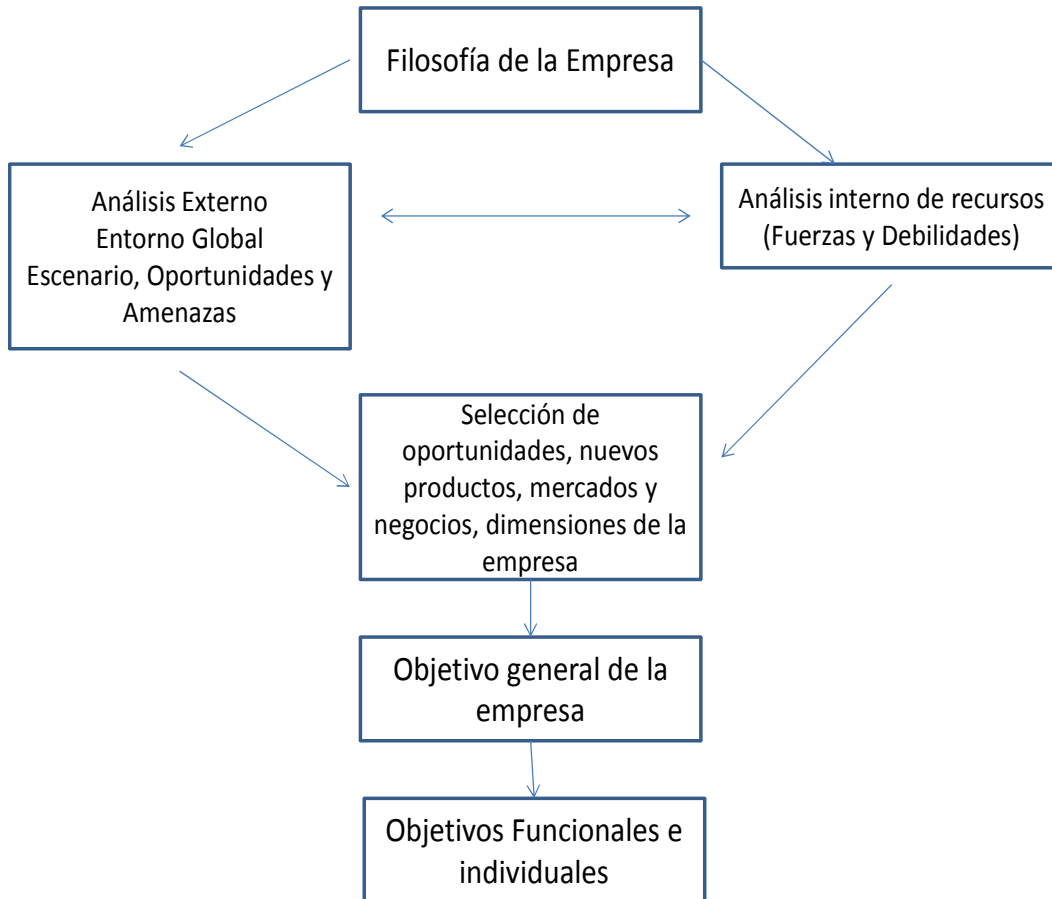 Filosofía de la Empresa
Análisis Externo
Entorno Global
Escenario, Oportunidades y
Amenazas
Análisis interno de recursos
(Fuerzas y Debilidades)
Selección de
oportunidades, nuevos
productos, mercados y
negocios, dimensiones de la
empresa
Objetivo general de la
empresa
Objetivos Funcionales e
individuales